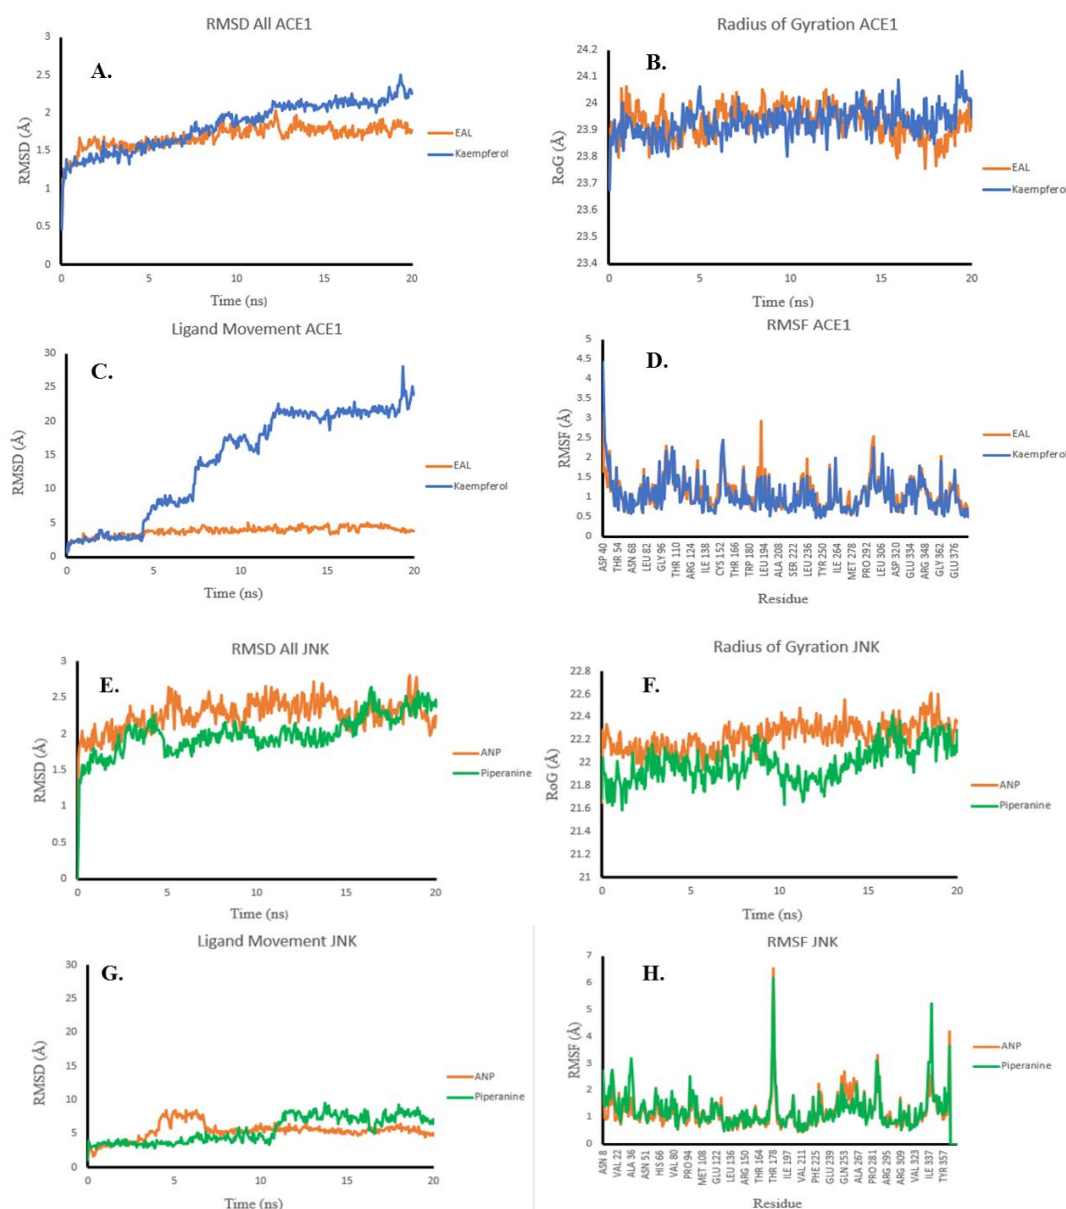 RMSD All ACE1
A.
RMSD (Å)
3
2.5
2
1.5
1
0.5
0
0 5 10 15 20
Time (ns)
EAL
Kaempferol
Radius of Gyration ACE1
B.
RoG (Å)
24.2
24.1
24
23.9
23.8
23.7
23.6
23.5
23.4
0 5 10 15 20
Time (ns)
EAL
Kaempferol
Ligand Movement ACE1
C.
RMSD (Å)
30
25
20
15
10
5
0
0 5 10 15 20
Time (ns)
EAL
Kaempferol
RMSF ACE1
D.
RMSF (Å)
5
4.5
4
3.5
3
2.5
2
1.5
1
0.5
0
ASP 40
THR 54
ASN 68
LEU 82
GLY 96
THR 110
ARG 124
ILE 138
CYS 152
THR 166
TRP 180
LEU 194
ALA 208
SER 222
LEU 236
TYR 250
ILE 264
MET 278
PRO 292
LEU 306
ASP 320
GLU 334
ARG 348
GLY 362
GLU 376
Residue
EAL
Kaempferol
RMSD All JNK
E.
RMSD (Å)
3
2.5
2
1.5
1
0.5
0
0 5 10 15 20
Time (ns)
ANP
Piperanine
Radius of Gyration JNK
F.
RoG (Å)
22.8
22.6
22.4
22.2
22
21.8
21.6
21.4
21.2
21
0 5 10 15 20
Time (ns)
ANP
Piperanine
Ligand Movement JNK
G.
RMSD (Å)
30
25
20
15
10
5
0
0 5 10 15 20
Time (ns)
ANP
Piperanine
RMSF JNK
H.
RMSF (Å)
7
6
5
4
3
2
1
0
ASN 8
VAL 22
ALA 36
ASN 51
HIS 66
VAL 80
PRO 94
MET 108
GLU 122
LEU 136
ARG 150
THR 164
THR 178
ILE 197
VAL 211
PHE 225
GLU 239
GLN 253
ALA 267
PRO 281
ARG 295
ARG 309
VAL 323
ILE 337
TYR 357
Residue
ANP
Piperanine